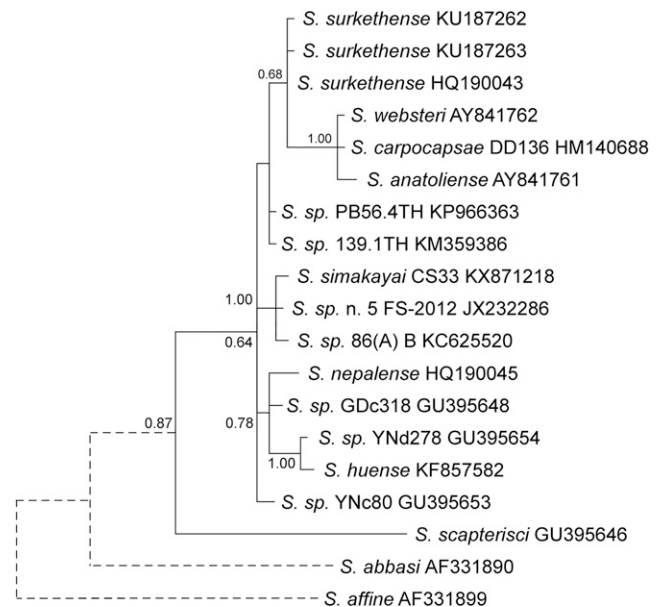 S. surkethense KU187262
S. surkethense KU187263
0.68
S. surkethense HQ190043
S. websteri AY841762
1.00
S. carpocapsae DD136 HM140688
S. anatoliense AY841761
S. sp. PB56.4TH KP966363
S. sp. 139.1TH KM359386
S. simakayai CS33 KX871218
1.00
S. sp. n. 5 FS-2012 JX232286
0.64
S. sp. 86(A) B KC625520
S. nepalense HQ190045
S. sp. GDc318 GU395648
0.78
0.87
S. sp. YNd278 GU395654
1.00
S. huense KF857582
S. sp. YNc80 GU395653
S. scapterisci GU395646
S. abbasi AF331890
S. affine AF331899